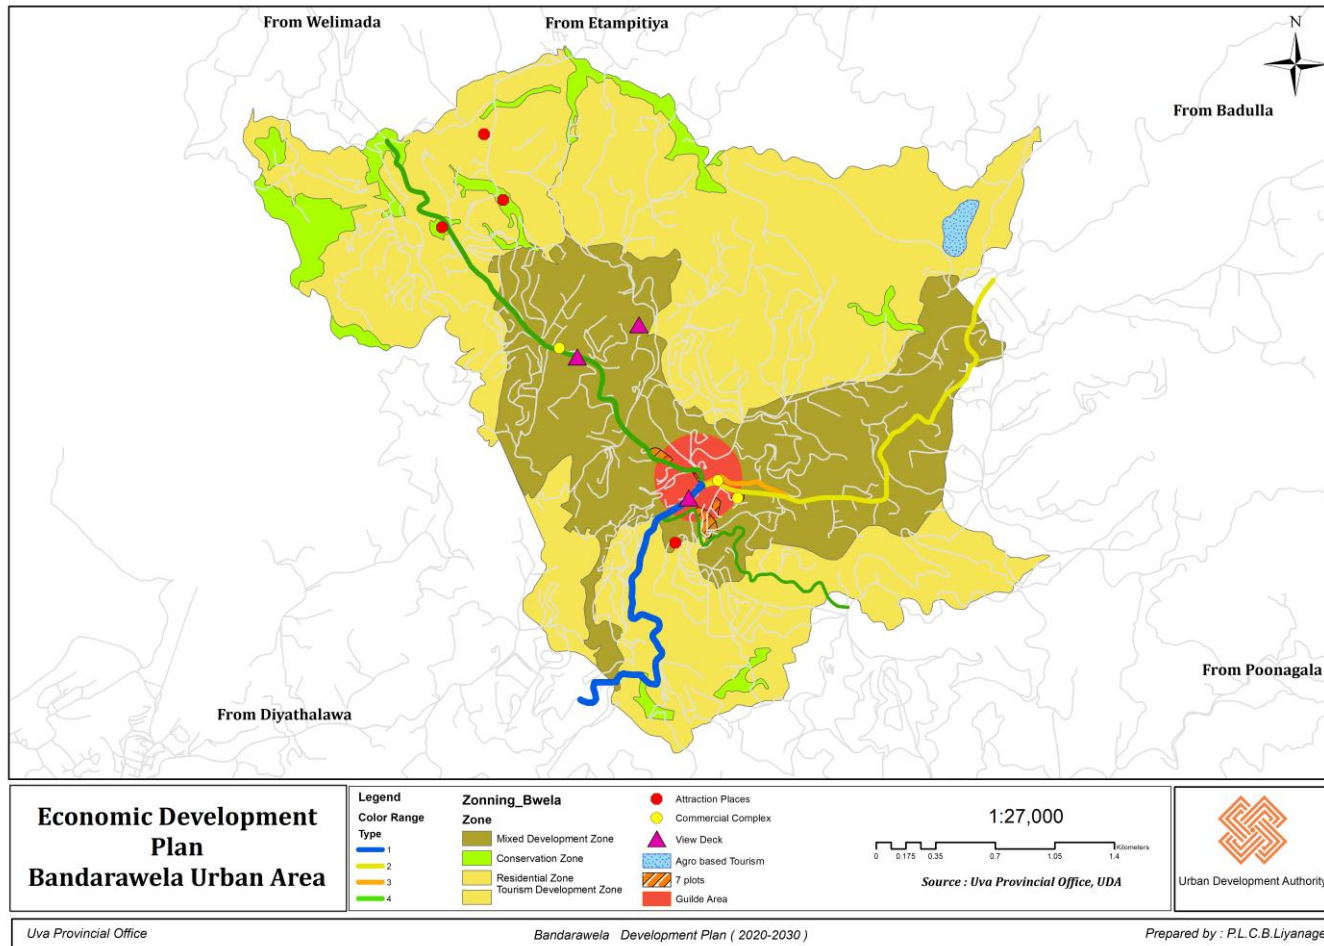 From Welimada
From Etampitiya
N
From Badulla
From Poonagala
From Diyathalawa
Economic Development
Plan
Bandarawela Urban Area
Legend
Color Range
Type
1
2
3
4
Zonning_Bwela
Zone
Mixed Development Zone
Conservation Zone
Residential Zone
Tourism Development Zone
Attraction Places
Commercial Complex
View Deck
Agro based Tourism
7 plots
Guilde Area
1:27,000
0 0.175 0.35 0.7 1.05 1.4
Kilometers
Source : Uva Provincial Office, UDA
Urban Development Authority
Uva Provincial Office
Bandarawela Development Plan ( 2020-2030 )
Prepared by : P.L.C.B.Liyanage